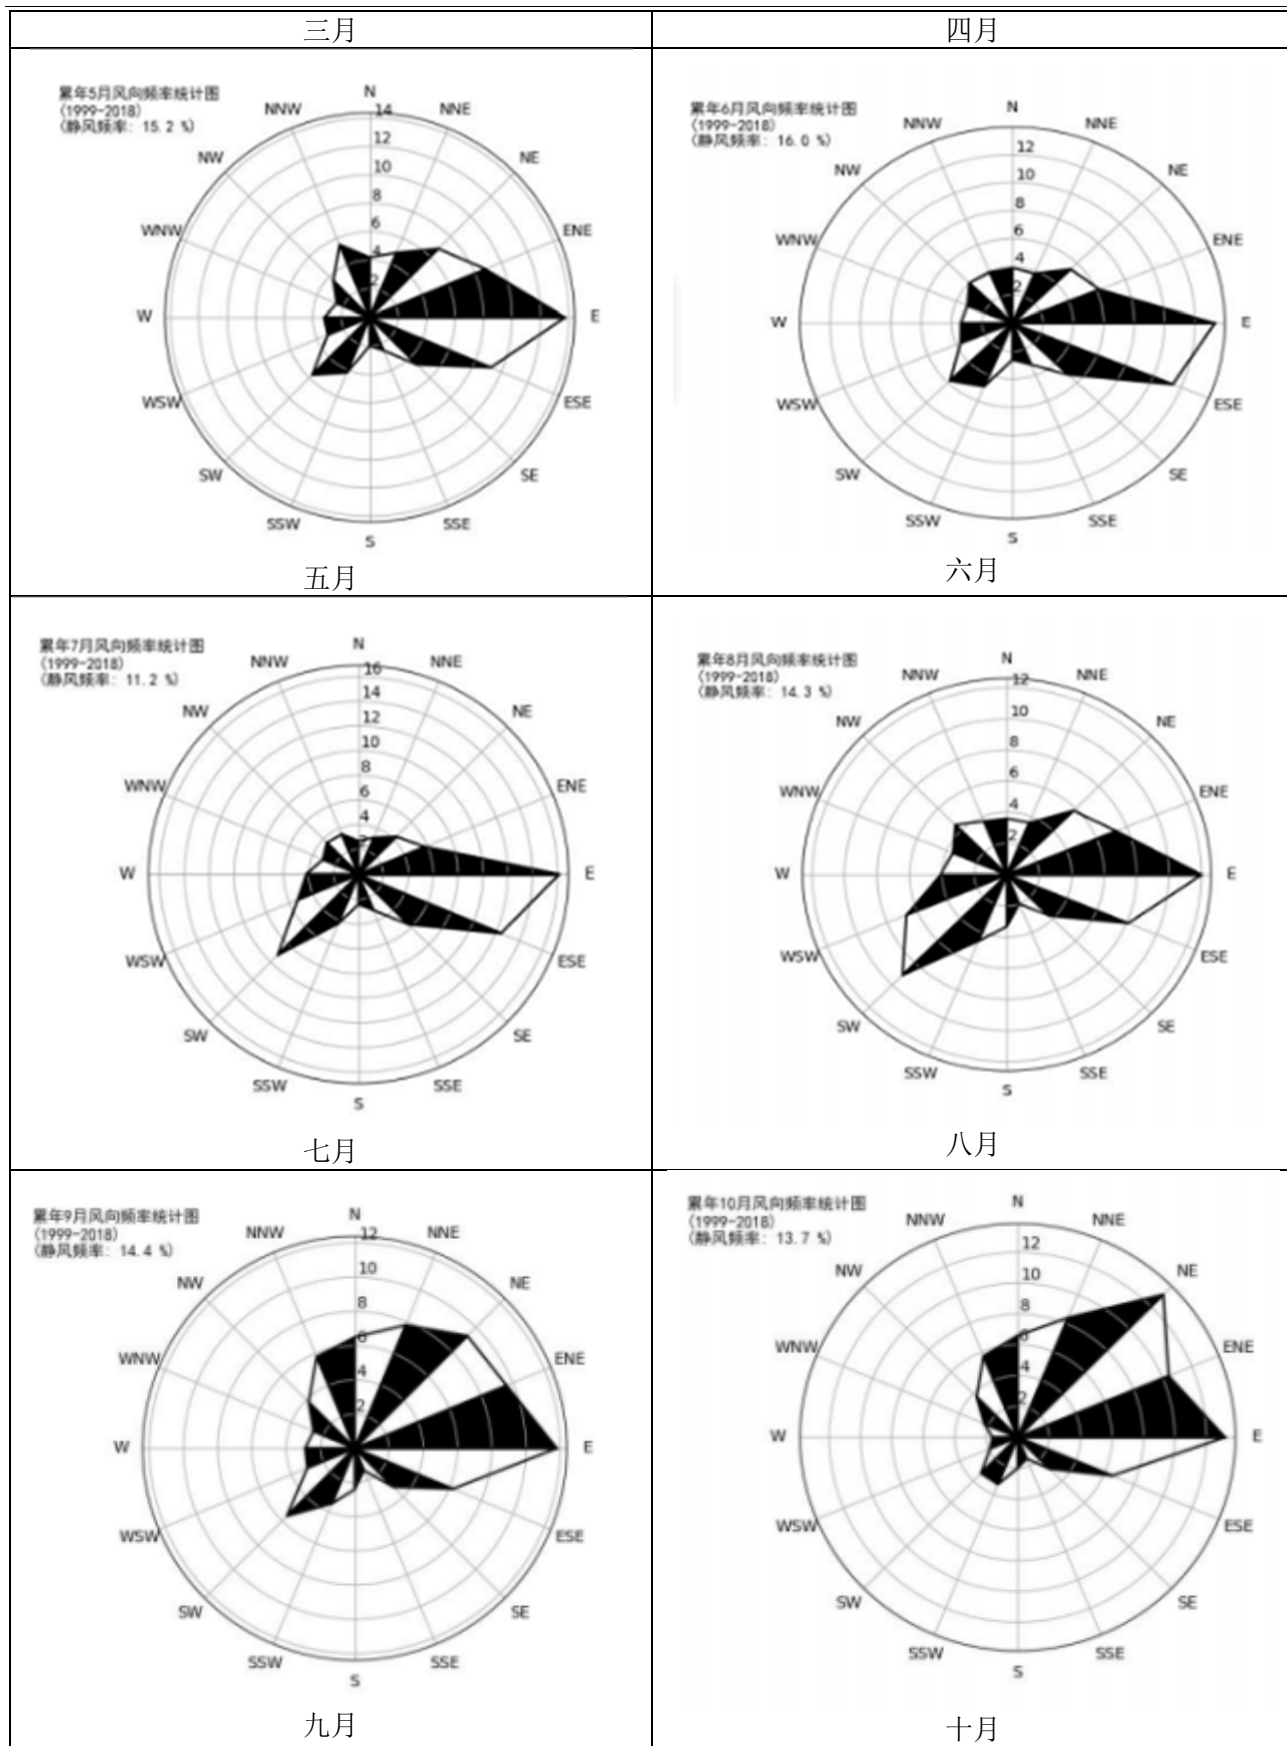 三月
四月
累年5月风向频率统计图
(1999-2018)
(静风频率: 15.2 %)
N
NNE
NE
ENE
E
ESE
SE
SSE
S
SSW
SW
WSW
W
WNW
NW
NNW
14
12
10
8
6
4
2
五月
累年6月风向频率统计图
(1999-2018)
(静风频率: 16.0 %)
N
NNE
NE
ENE
E
ESE
SE
SSE
S
SSW
SW
WSW
W
WNW
NW
NNW
12
10
8
6
4
2
六月
累年7月风向频率统计图
(1999-2018)
(静风频率: 11.2 %)
N
NNE
NE
ENE
E
ESE
SE
SSE
S
SSW
SW
WSW
W
WNW
NW
NNW
16
14
12
10
8
6
4
2
七月
累年8月风向频率统计图
(1999-2018)
(静风频率: 14.3 %)
N
NNE
NE
ENE
E
ESE
SE
SSE
S
SSW
SW
WSW
W
WNW
NW
NNW
12
10
8
6
4
2
八月
累年9月风向频率统计图
(1999-2018)
(静风频率: 14.4 %)
N
NNE
NE
ENE
E
ESE
SE
SSE
S
SSW
SW
WSW
W
WNW
NW
NNW
12
10
8
6
4
2
九月
累年10月风向频率统计图
(1999-2018)
(静风频率: 13.7 %)
N
NNE
NE
ENE
E
ESE
SE
SSE
S
SSW
SW
WSW
W
WNW
NW
NNW
12
10
8
6
4
2
十月